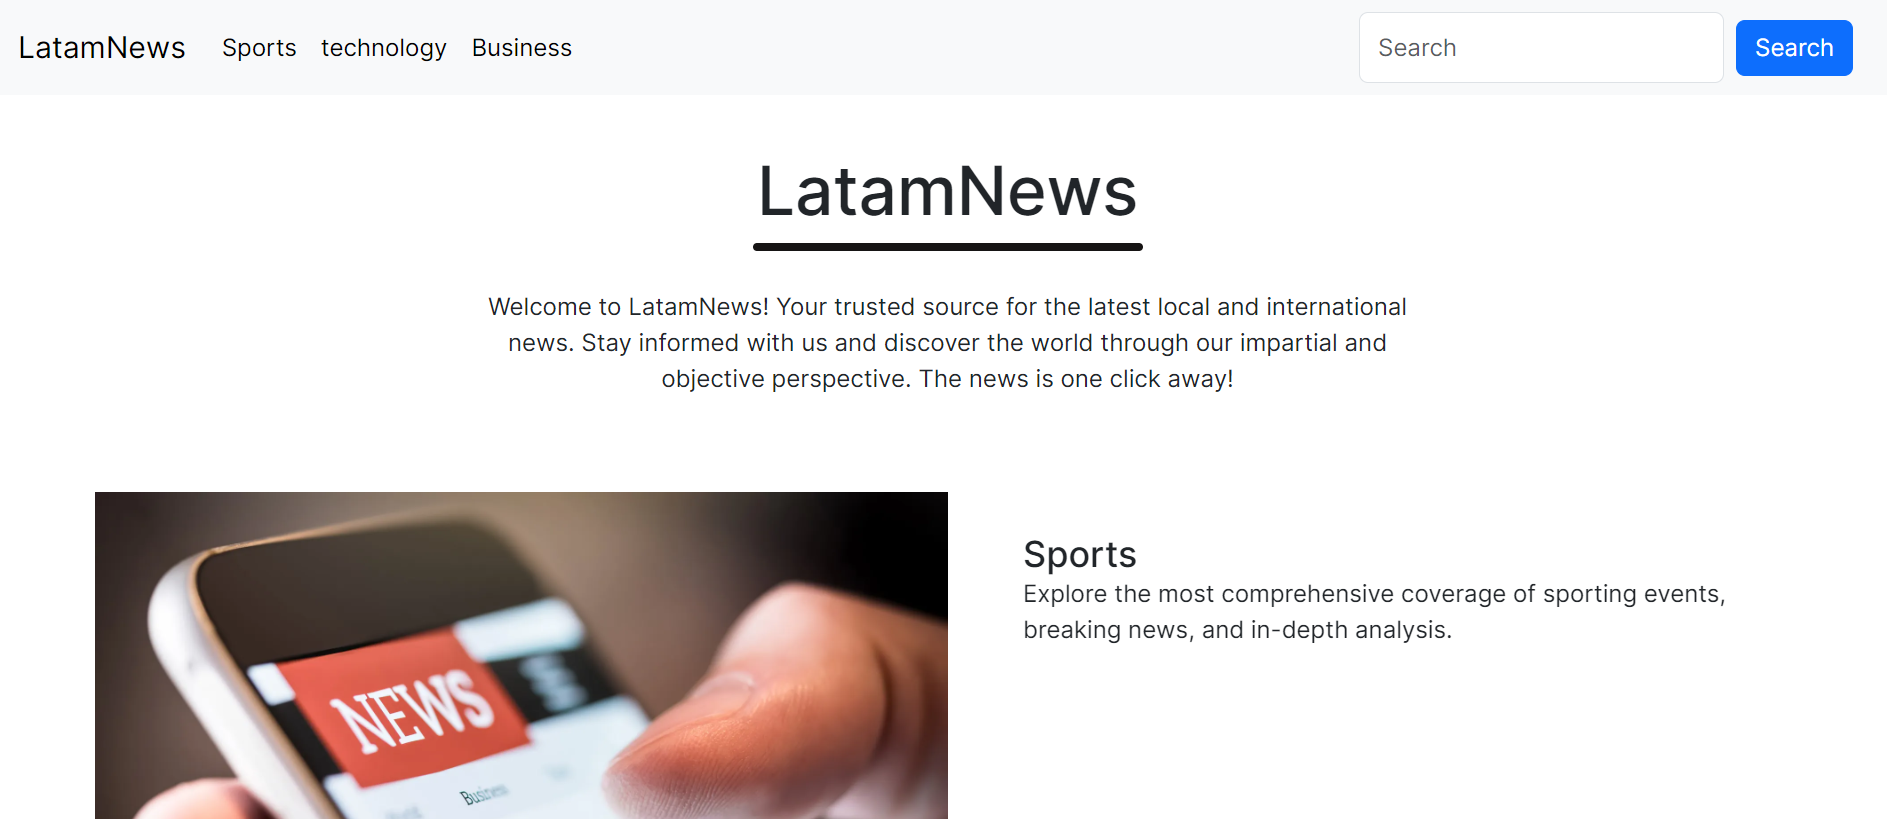 LatamNews Sports technology Business Search Search
LatamNews
Welcome to LatamNews! Your trusted source for the latest local and international
news. Stay informed with us and discover the world through our impartial and
objective perspective. The news is one click away!
Sports
Explore the most comprehensive coverage of sporting events,
breaking news, and in-depth analysis.
NEWS
Business